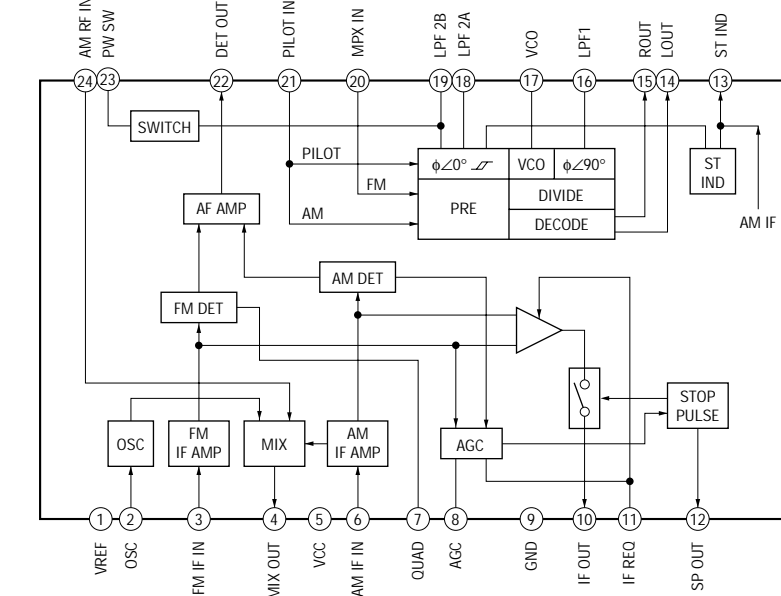 AM RF IN
PW SW
DET OUT
PILOT IN
MPX IN
LPF 2B
LPF 2A
VCO
LPF1
ROUT
LOUT
ST IND
24
23
22
21
20
19
18
17
16
15
14
13
SWITCH
PILOT
FM
AM
ϕ∠0°
VCO
ϕ∠90°
PRE
DIVIDE
DECODE
ST
IND
AM IF
AF AMP
AM DET
FM DET
STOP
PULSE
OSC
FM
IF AMP
MIX
AM
IF AMP
AGC
1
2
3
4
5
6
7
8
9
10
11
12
VREF
OSC
FM IF IN
MIX OUT
VCC
AM IF IN
QUAD
AGC
GND
IF OUT
IF REQ
SP OUT